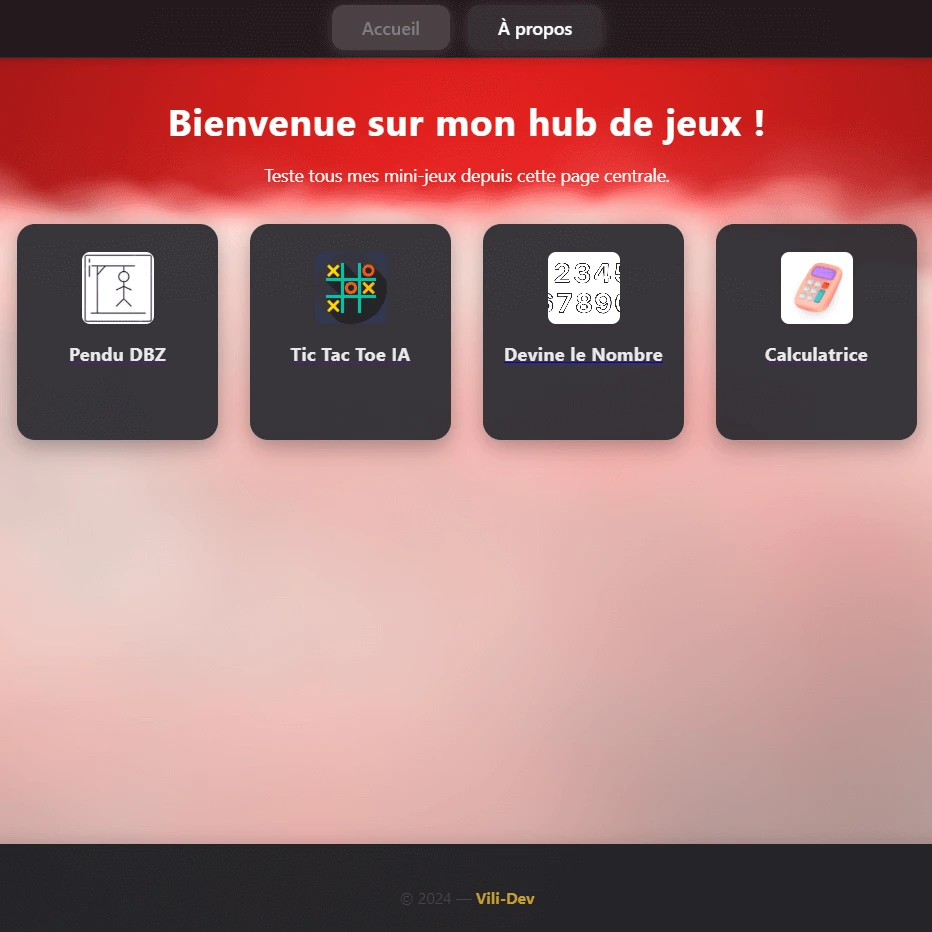 Accueil
À propos
Bienvenue sur mon hub de jeux !
Teste tous mes mini-jeux depuis cette page centrale.
2345
67890
Pendu DBZ
Tic Tac Toe IA
Devine le Nombre
Calculatrice
© 2024 — Vili-Dev